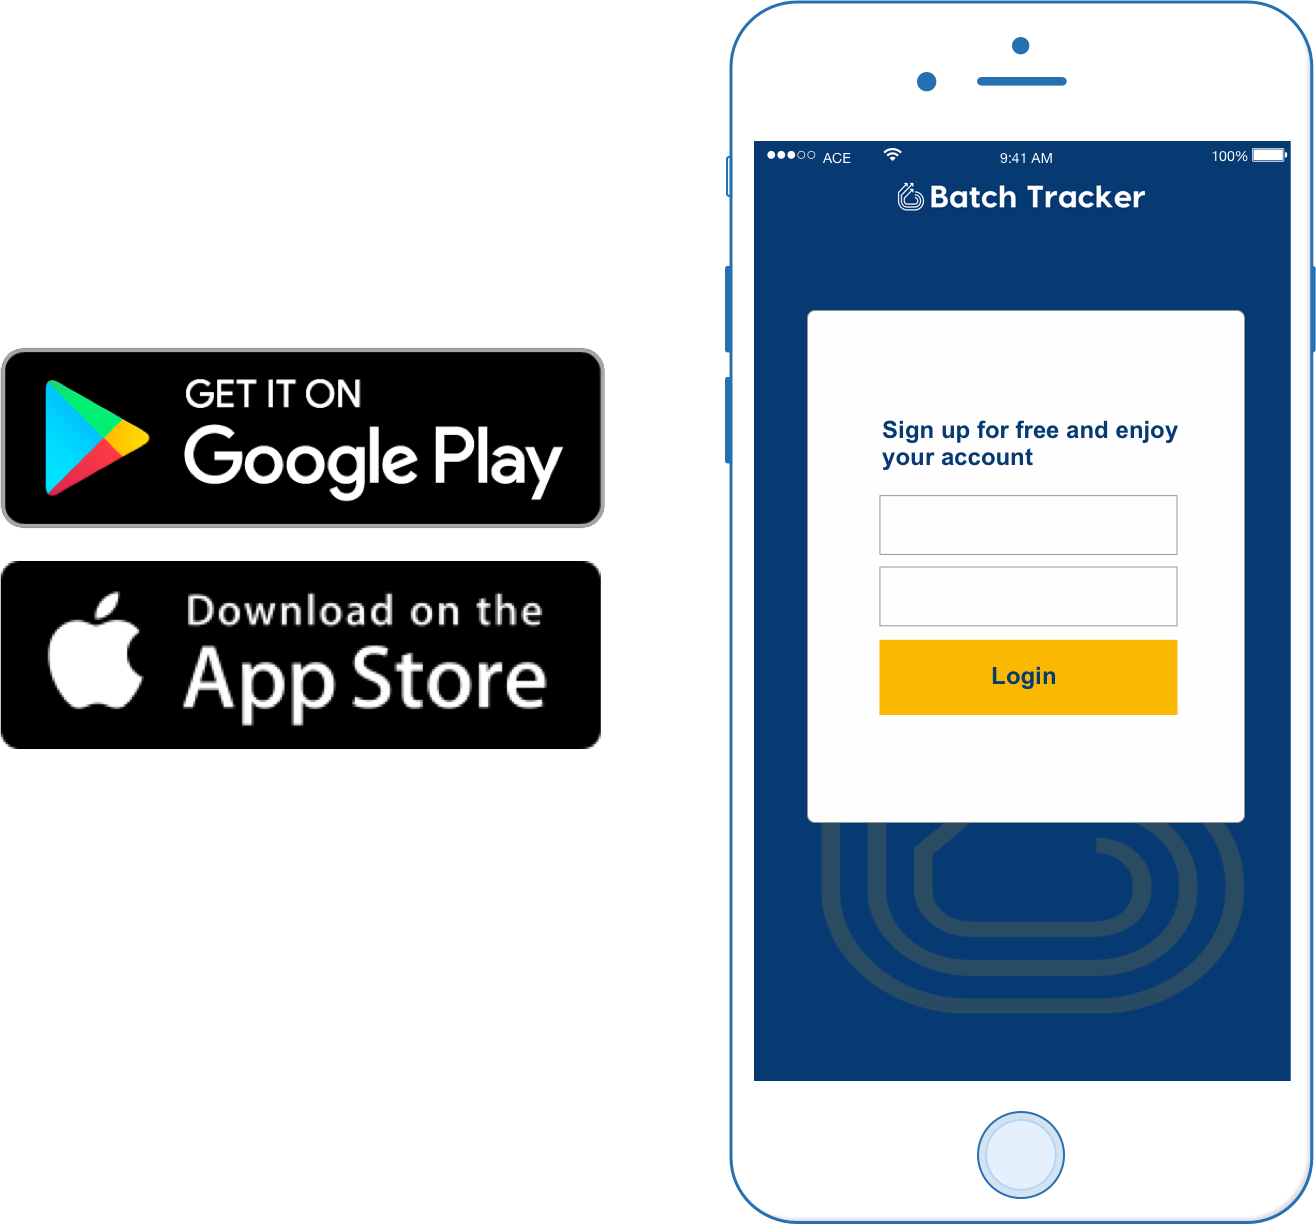 GET IT ON
Google Play
Download on the
App Store
ACE
9:41 AM
100%
Batch Tracker
Sign up for free and enjoy
your account
Login